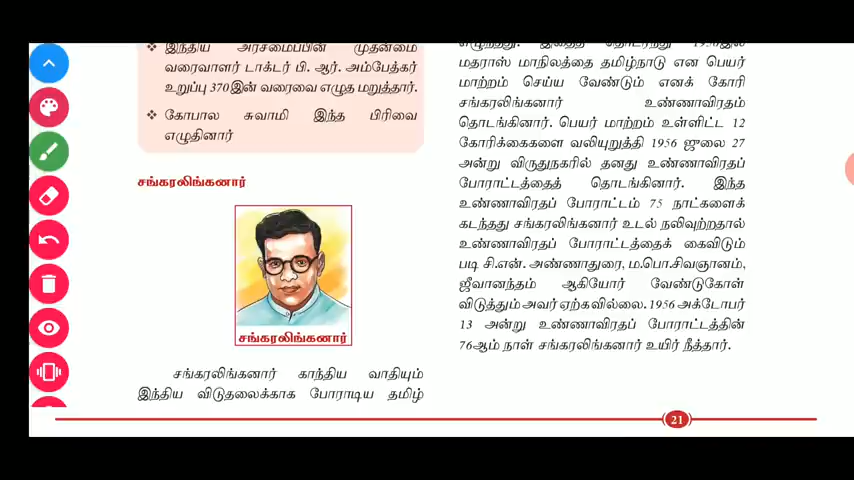 இந்திய அரசமைப்பின் முதன்மை
வரைவாளர் டாக்டர் பி. ஆர். அம்பேத்கர்
உறுப்பு 370இன் வரைவை எழுத மறுத்தார்.
கோபால சுவாமி இந்த பிரிவை
எழுதினார்
சங்கரலிங்கனார்
சங்கரலிங்கனார்
சங்கரலிங்கனார் காந்திய வாதியும்
இந்திய விடுதலைக்காக போராடிய தமிழ்
எழுந்தது. இதைத் தொடர்ந்து 1956இல்
மதராஸ் மாநிலத்தை தமிழ்நாடு என பெயர்
மாற்றம் செய்ய வேண்டும் எனக் கோரி
சங்கரலிங்கனார் உண்ணாவிரதம்
தொடங்கினார். பெயர் மாற்றம் உள்ளிட்ட 12
கோரிக்கைகளை வலியுறுத்தி 1956 ஜுலை 27
அன்று விருதுநகரில் தனது உண்ணாவிரதப்
போராட்டத்தைத் தொடங்கினார். இந்த
உண்ணாவிரதப் போராட்டம் 75 நாட்களைக்
கடந்தது சங்கரலிங்கனார் உடல் நலிவுற்றதால்
உண்ணாவிரதப் போராட்டத்தைக் கைவிடும்
படி சி.என். அண்ணாதுரை, ம.பொ.சிவஞானம்,
ஜீவானந்தம் ஆகியோர் வேண்டுகோள்
விடுத்தும் அவர் ஏற்கவில்லை. 1956 அக்டோபர்
13 அன்று உண்ணாவிரதப் போராட்டத்தின்
76ஆம் நாள் சங்கரலிங்கனார் உயிர் நீத்தார்.
21